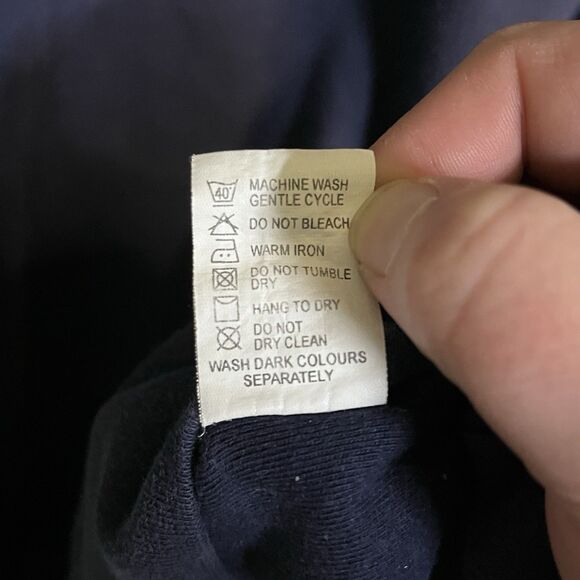 40° MACHINE WASH
GENTLE CYCLE
DO NOT BLEACH
WARM IRON
DO NOT TUMBLE
DRY
HANG TO DRY
DO NOT
DRY CLEAN
WASH DARK COLOURS
SEPARATELY